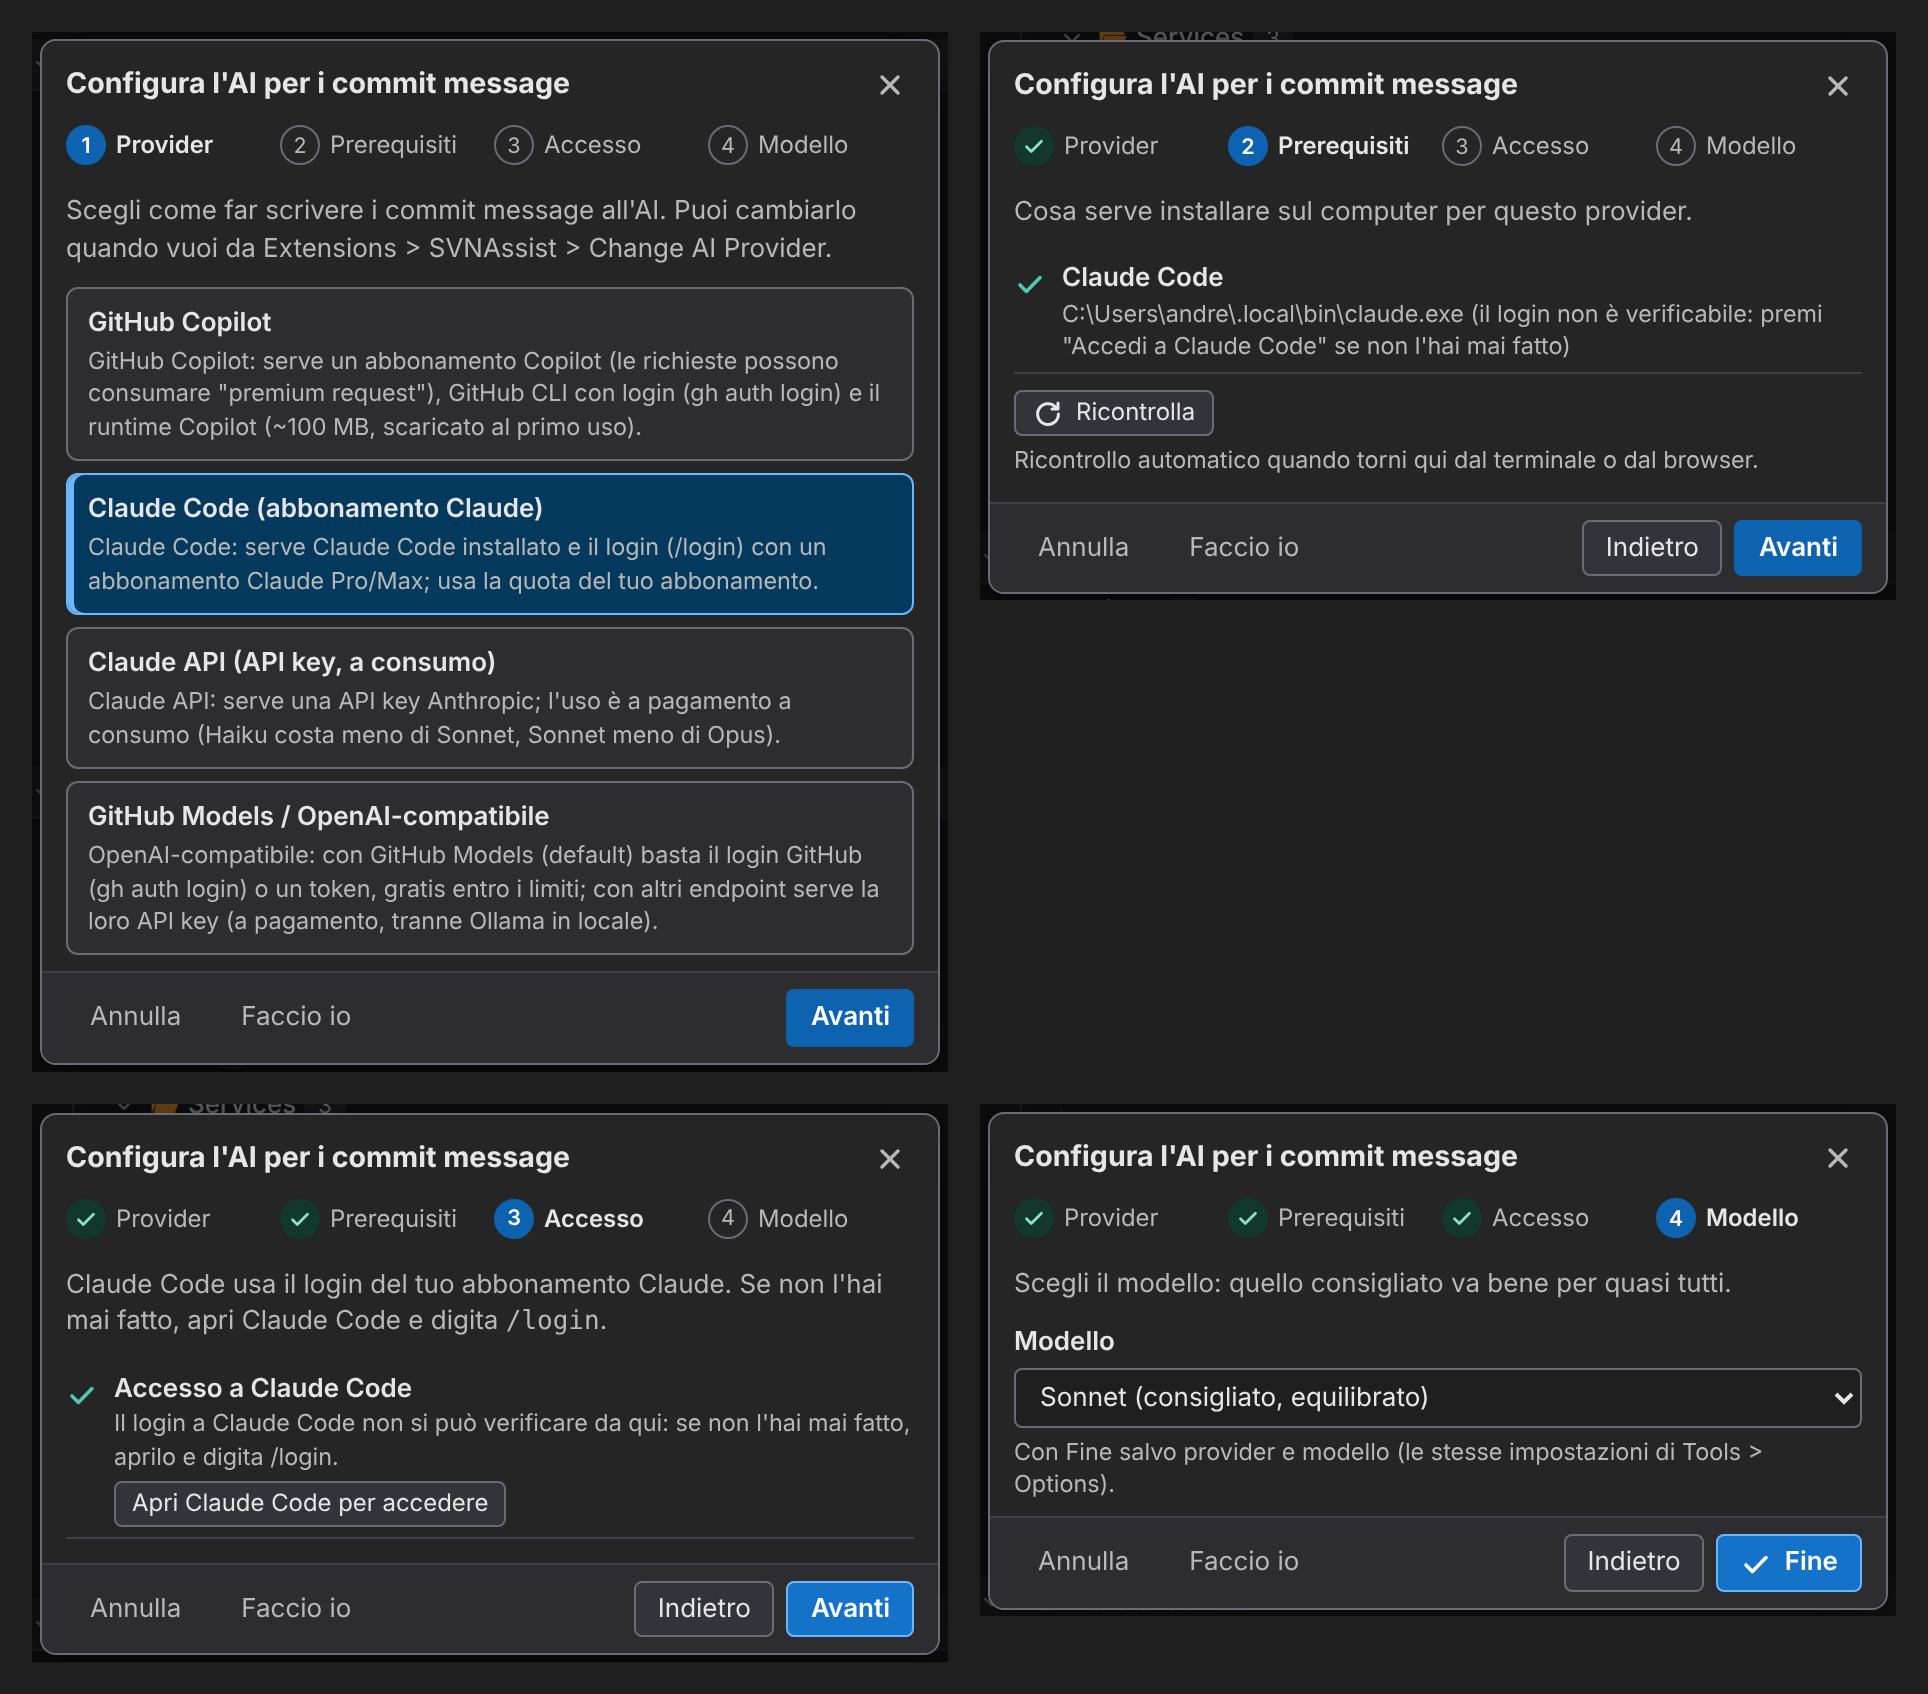 Configura l'AI per i commit message
1 Provider 2 Prerequisiti 3 Accesso 4 Modello
Scegli come far scrivere i commit message all'AI. Puoi cambiarlo
quando vuoi da Extensions > SVNAssist > Change AI Provider.
GitHub Copilot
GitHub Copilot: serve un abbonamento Copilot (le richieste possono
consumare "premium request"), GitHub CLI con login (gh auth login) e il
runtime Copilot (~100 MB, scaricato al primo uso).
Claude Code (abbonamento Claude)
Claude Code: serve Claude Code installato e il login (/login) con un
abbonamento Claude Pro/Max; usa la quota del tuo abbonamento.
Claude API (API key, a consumo)
Claude API: serve una API key Anthropic; l'uso è a pagamento a
consumo (Haiku costa meno di Sonnet, Sonnet meno di Opus).
GitHub Models / OpenAI-compatibile
OpenAI-compatibile: con GitHub Models (default) basta il login GitHub
(gh auth login) o un token, gratis entro i limiti; con altri endpoint serve la
loro API key (a pagamento, tranne Ollama in locale).
Annulla Faccio io Avanti
Services 3
Configura l'AI per i commit message
Provider 2 Prerequisiti 3 Accesso 4 Modello
Cosa serve installare sul computer per questo provider.
Claude Code
C:\Users\andre\.local\bin\claude.exe (il login non è verificabile: premi
"Accedi a Claude Code" se non l'hai mai fatto)
Ricontrolla
Ricontrollo automatico quando torni qui dal terminale o dal browser.
Annulla Faccio io Indietro Avanti
Services 3
Configura l'AI per i commit message
Provider Prerequisiti 3 Accesso 4 Modello
Claude Code usa il login del tuo abbonamento Claude. Se non l'hai
mai fatto, apri Claude Code e digita /login.
Accesso a Claude Code
Il login a Claude Code non si può verificare da qui: se non l'hai mai fatto,
aprilo e digita /login.
Apri Claude Code per accedere
Annulla Faccio io Indietro Avanti
Configura l'AI per i commit message
Provider Prerequisiti Accesso 4 Modello
Scegli il modello: quello consigliato va bene per quasi tutti.
Modello
Sonnet (consigliato, equilibrato)
Con Fine salvo provider e modello (le stesse impostazioni di Tools >
Options).
Annulla Faccio io Indietro Fine